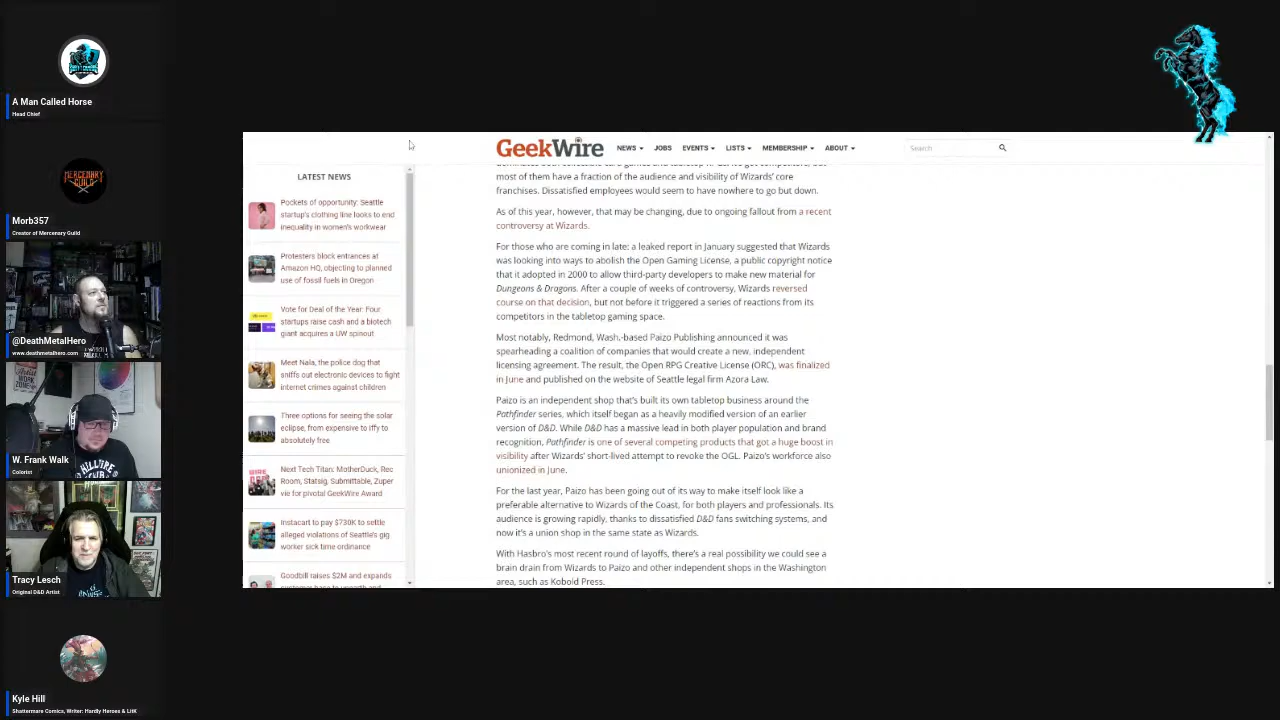 A Man Called Horse
Head Chief
MERCENARY
GUILD
Morb357
Creator of Mercenary Guild
@DeathMetalHero
www.deathmetalhero.com
W. Frank Walk
Colorist
Tracy Lesch
Original D&D Artist
Kyle Hill
Shattermare Comics, Writer: Hardly Heroes & LitK
GeekWire
NEWS
JOBS
EVENTS
LISTS
MEMBERSHIP
ABOUT
Search
LATEST NEWS
Pockets of opportunity: Seattle
startup's clothing line looks to end
inequality in women's workwear
Protesters block entrances at
Amazon HQ, objecting to planned
use of fossil fuels in Oregon
Vote for Deal of the Year: Four
startups raise cash and a biotech
giant acquires a UW spinout
Meet Nala, the police dog that
sniffs out electronic devices to fight
internet crimes against children
Three options for seeing the solar
eclipse, from expensive to iffy to
absolutely free
Next Tech Titan: MotherDuck, Rec
Room, Statsig, Submittable, Zuper
vie for pivotal GeekWire Award
Instacart to pay $730K to settle
alleged violations of Seattle's gig
worker sick time ordinance
Goodbill raises $2M and expands
most of them have a fraction of the audience and visibility of Wizards' core
franchises. Dissatisfied employees would seem to have nowhere to go but down.
As of this year, however, that may be changing, due to ongoing fallout from a recent
controversy at Wizards.
For those who are coming in late: a leaked report in January suggested that Wizards
was looking into ways to abolish the Open Gaming License, a public copyright notice
that it adopted in 2000 to allow third-party developers to make new material for
Dungeons & Dragons. After a couple of weeks of controversy, Wizards reversed
course on that decision, but not before it triggered a series of reactions from its
competitors in the tabletop gaming space.
Most notably, Redmond, Wash.-based Paizo Publishing announced it was
spearheading a coalition of companies that would create a new, independent
licensing agreement. The result, the Open RPG Creative License (ORC), was finalized
in June and published on the website of Seattle legal firm Azora Law.
Paizo is an independent shop that's built its own tabletop business around the
Pathfinder series, which itself began as a heavily modified version of an earlier
version of D&D. While D&D has a massive lead in both player population and brand
recognition, Pathfinder is one of several competing products that got a huge boost in
visibility after Wizards' short-lived attempt to revoke the OGL. Paizo's workforce also
unionized in June.
For the last year, Paizo has been going out of its way to make itself look like a
preferable alternative to Wizards of the Coast, for both players and professionals. Its
audience is growing rapidly, thanks to dissatisfied D&D fans switching systems, and
now it's a union shop in the same state as Wizards.
With Hasbro's most recent round of layoffs, there's a real possibility we could see a
brain drain from Wizards to Paizo and other independent shops in the Washington
area, such as Kobold Press.